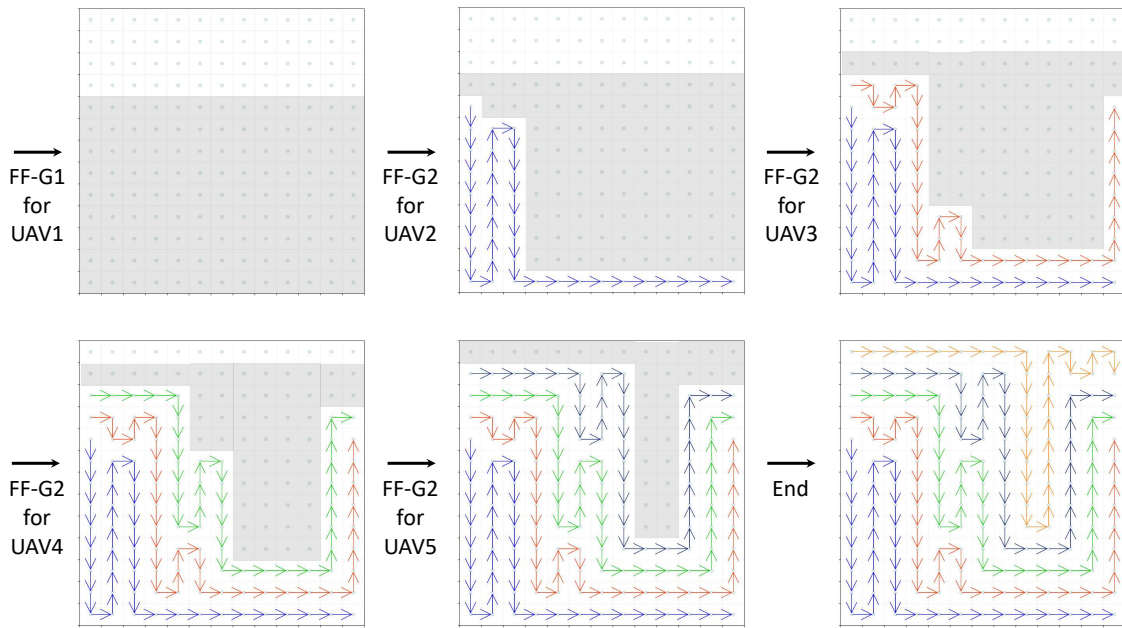 FF-G1
for
UAV1
FF-G2
for
UAV2
FF-G2
for
UAV3
FF-G2
for
UAV4
FF-G2
for
UAV5
End